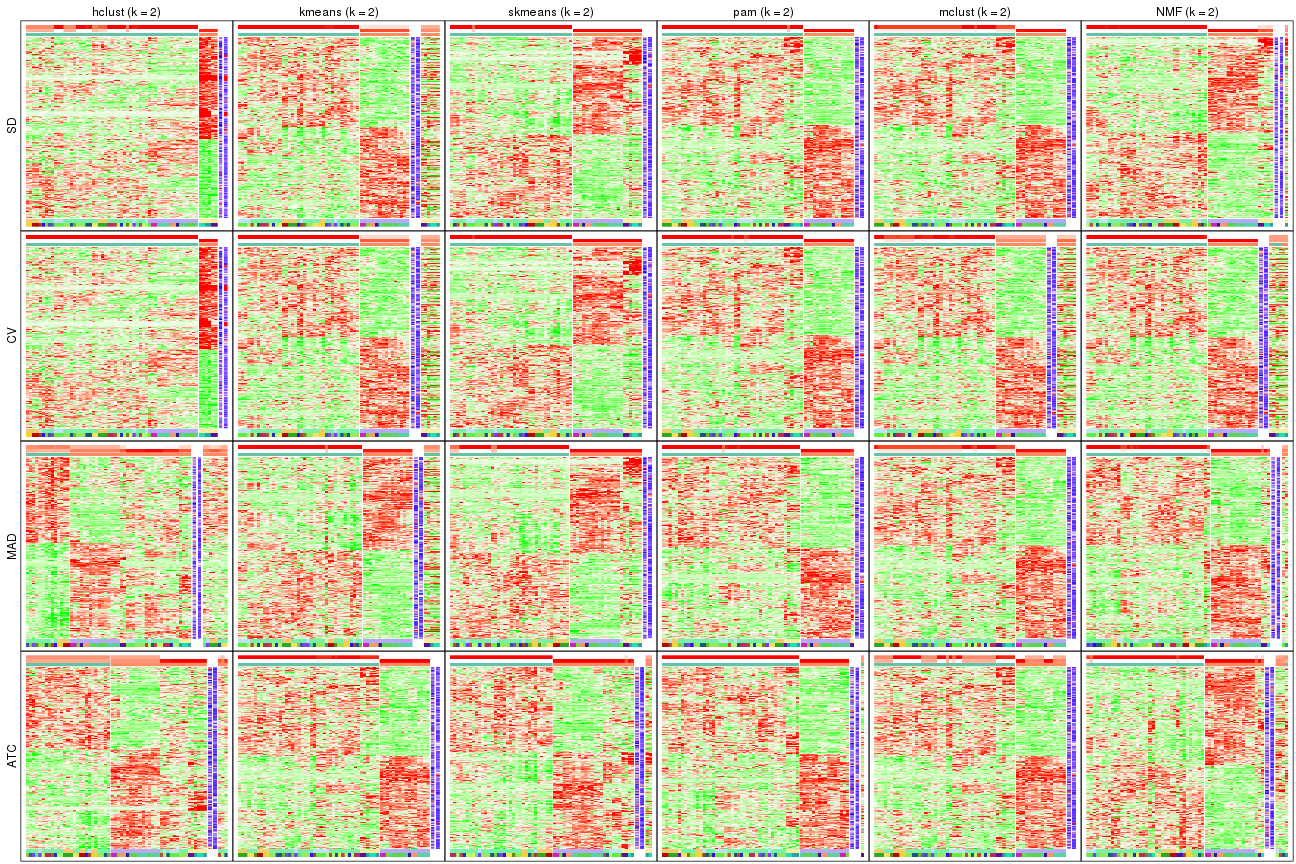 hclust (k = 2) kmeans (k = 2) skmeans (k = 2) pam (k = 2) mclust (k = 2) NMF (k = 2)
SD
CV
MAD
ATC